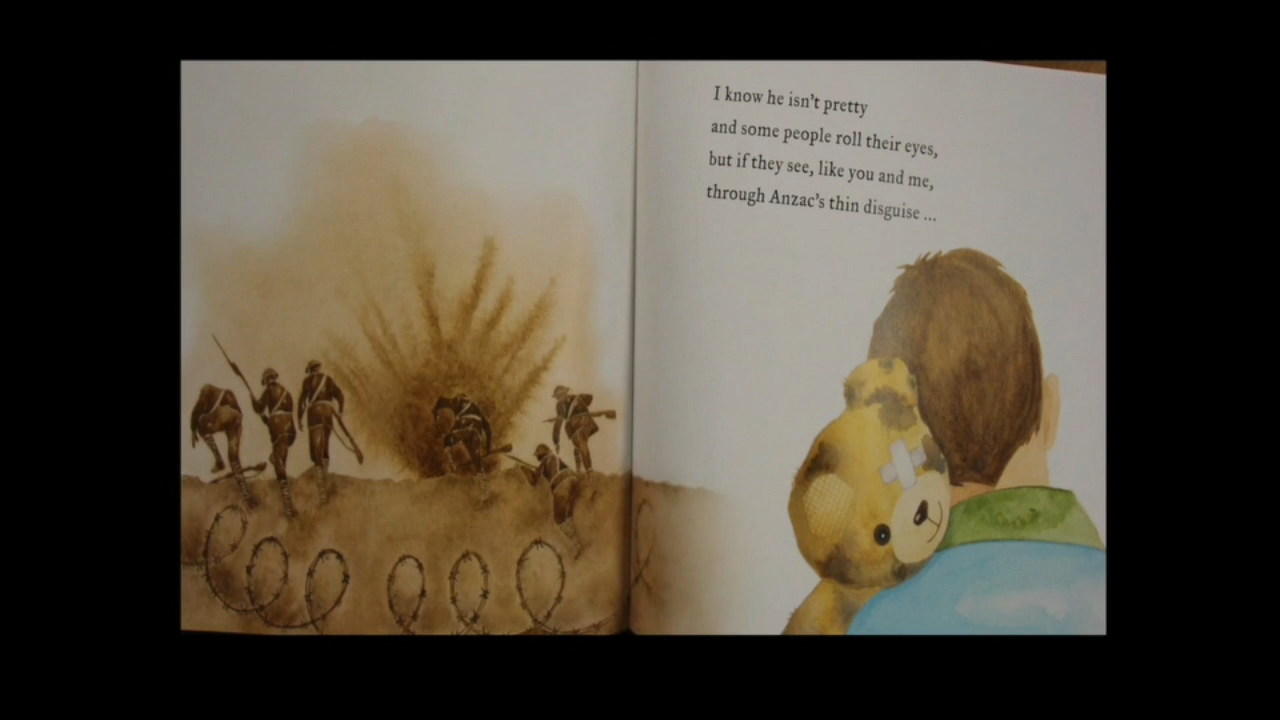 I know he isn't pretty
and some people roll their eyes,
but if they see, like you and me,
through Anzac's thin disguise ...